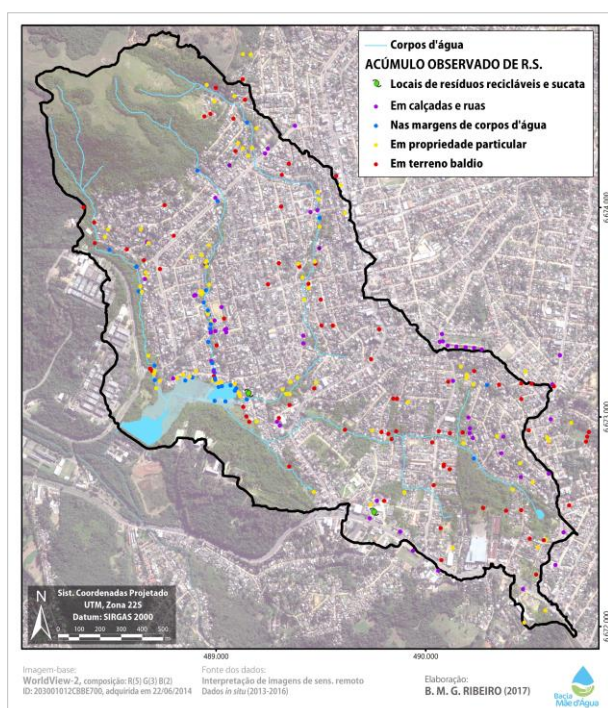 Corpos d'água
ACÚMULO OBSERVADO DE R.S.
Locais de resíduos recicláveis e sucata
Em calçadas e ruas
Nas margens de corpos d'água
Em propriedade particular
Em terreno baldio
6.624.000
6.623.000
6.622.000
N
Sist. Coordenadas Projetado
UTM, Zona 22S
Datum: SIRGAS 2000
0 100 200 300 400 500
489.000
490.000
Imagem-base:
WorldView-2, composição: R(5) G(3) B(2)
ID: 203001012CBBE700, adquirida em 22/06/2014
Fonte dos dados:
Interpretação de imagens de sens. remoto
Dados in situ (2013-2016)
Elaboração:
B. M. G. RIBEIRO (2017)
Bacia
Mãe d'Água